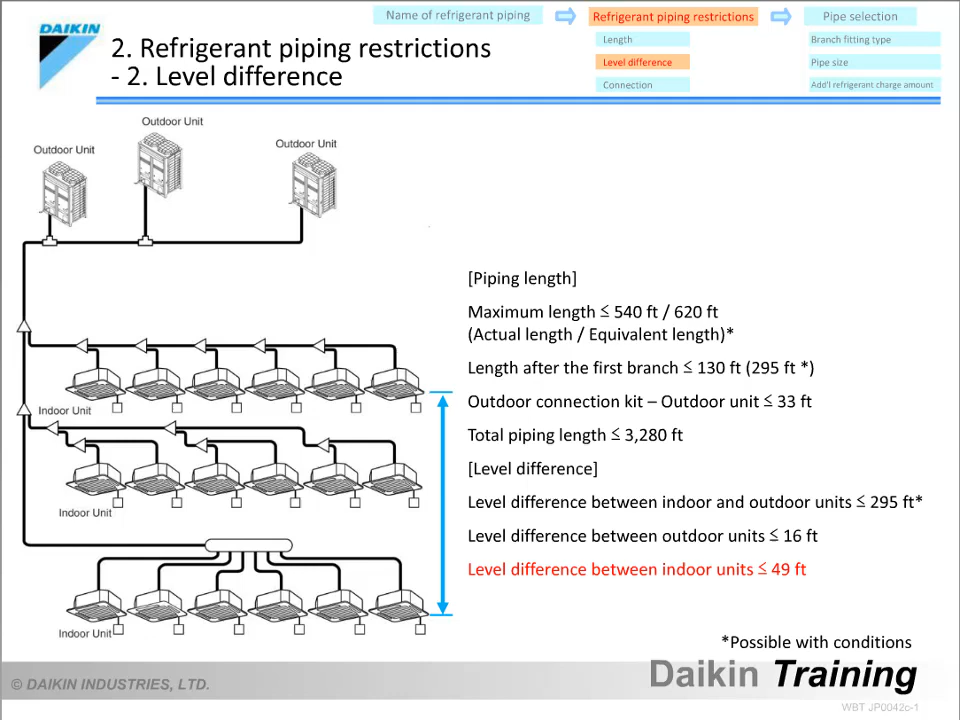 DAIKIN
Name of refrigerant piping
Refrigerant piping restrictions
Pipe selection
Length
Level difference
Connection
Branch fitting type
Pipe size
Add'l refrigerant charge amount
2. Refrigerant piping restrictions
- 2. Level difference
Outdoor Unit
Outdoor Unit
Outdoor Unit
Indoor Unit
Indoor Unit
Indoor Unit
[Piping length]
Maximum length ≤ 540 ft / 620 ft
(Actual length / Equivalent length)*
Length after the first branch ≤ 130 ft (295 ft *)
Outdoor connection kit – Outdoor unit ≤ 33 ft
Total piping length ≤ 3,280 ft
[Level difference]
Level difference between indoor and outdoor units ≤ 295 ft*
Level difference between outdoor units ≤ 16 ft
Level difference between indoor units ≤ 49 ft
*Possible with conditions
© DAIKIN INDUSTRIES, LTD.
Daikin Training
WBT JP0042c-1